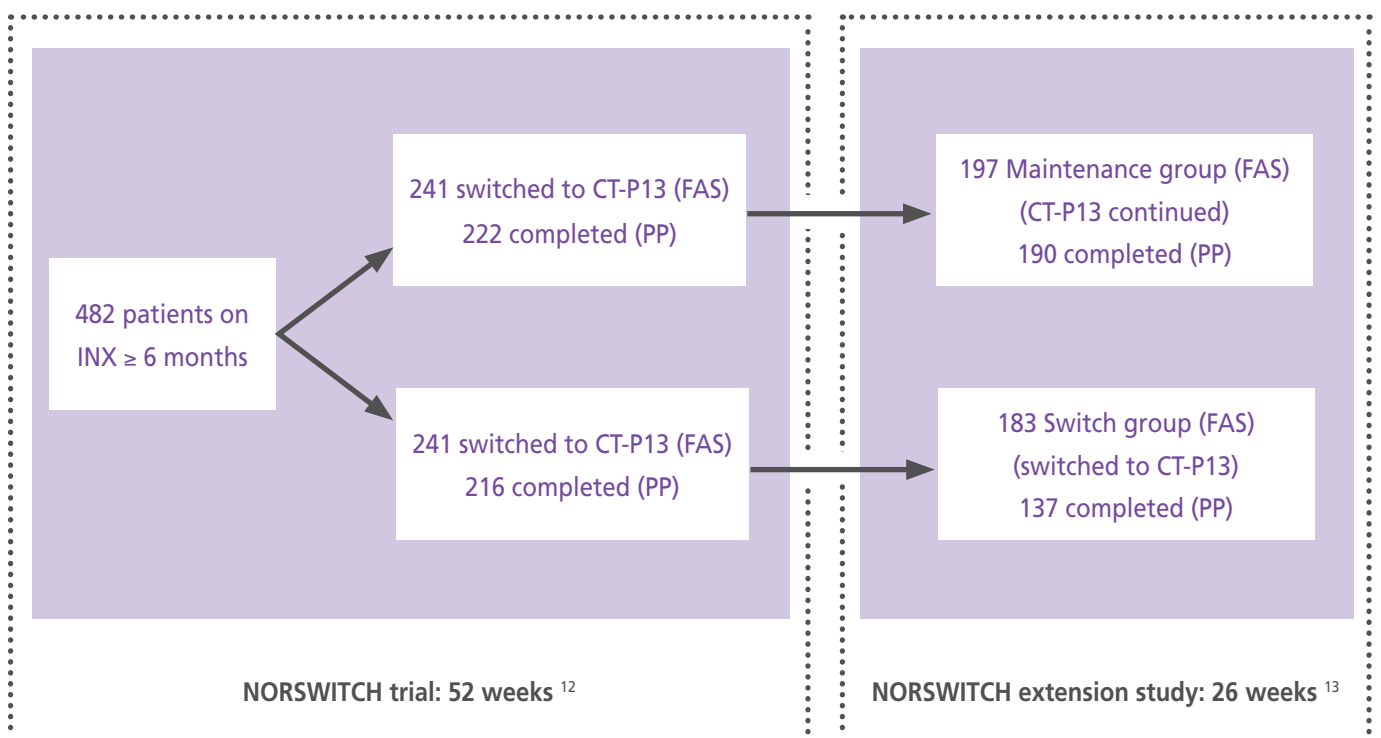 482 patients on
INX ≥ 6 months
241 switched to CT-P13 (FAS)
222 completed (PP)
241 switched to CT-P13 (FAS)
216 completed (PP)
NORSWITCH trial: 52 weeks 12
197 Maintenance group (FAS)
(CT-P13 continued)
190 completed (PP)
183 Switch group (FAS)
(switched to CT-P13)
137 completed (PP)
NORSWITCH extension study: 26 weeks 13